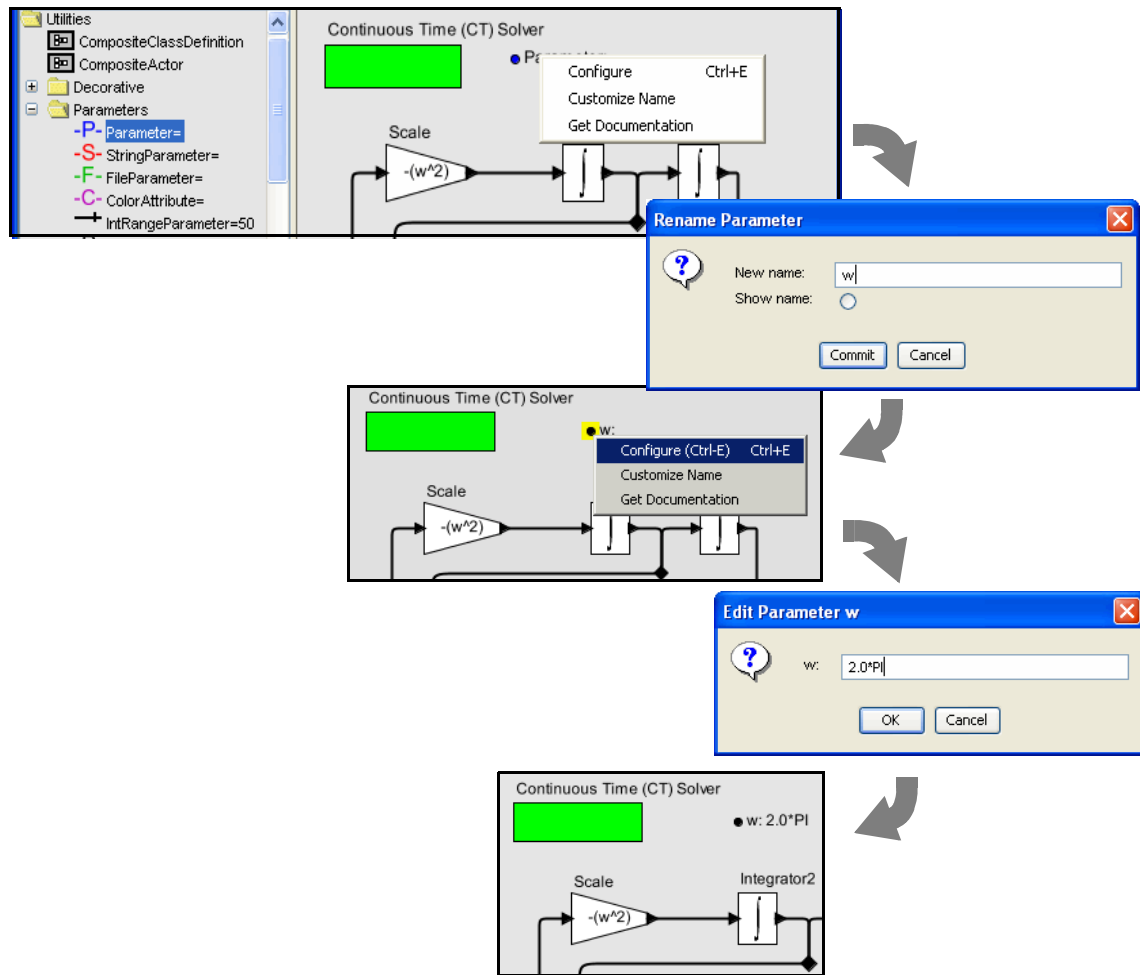 Utilities
CompositeClassDefinition
CompositeActor
Decorative
Parameters
-P- Parameter=
-S- StringParameter=
-F- FileParameter=
-C- ColorAttribute=
IntRangeParameter=50
Continuous Time (CT) Solver
Configure Ctrl+E
Customize Name
Get Documentation
Scale
-(w^2)
∫ ∫
Rename Parameter
?
New name: w
Show name:
Commit Cancel
Continuous Time (CT) Solver
w:
Configure (Ctrl-E) Ctrl+E
Customize Name
Get Documentation
Scale
-(w^2)
∫ ∫
Edit Parameter w
?
w: 2.0*PI
OK Cancel
Continuous Time (CT) Solver
w: 2.0*PI
Scale Integrator2
-(w^2) ∫